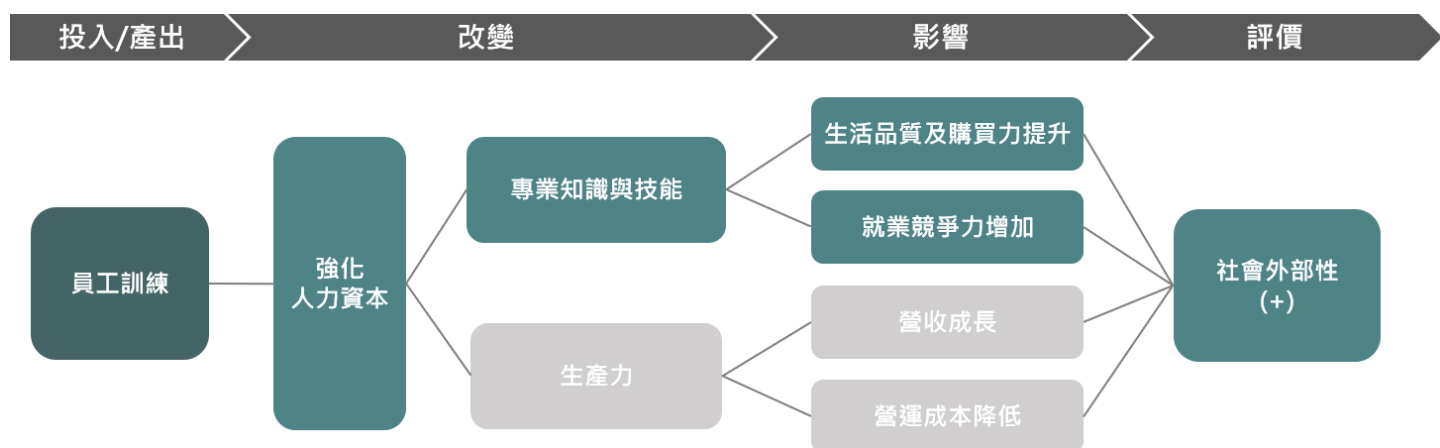 投入/產出
改變
影響
評價
員工訓練
強化
人力資本
專業知識與技能
生產力
生活品質及購買力提升
就業競爭力增加
營收成長
營運成本降低
社會外部性
(+)